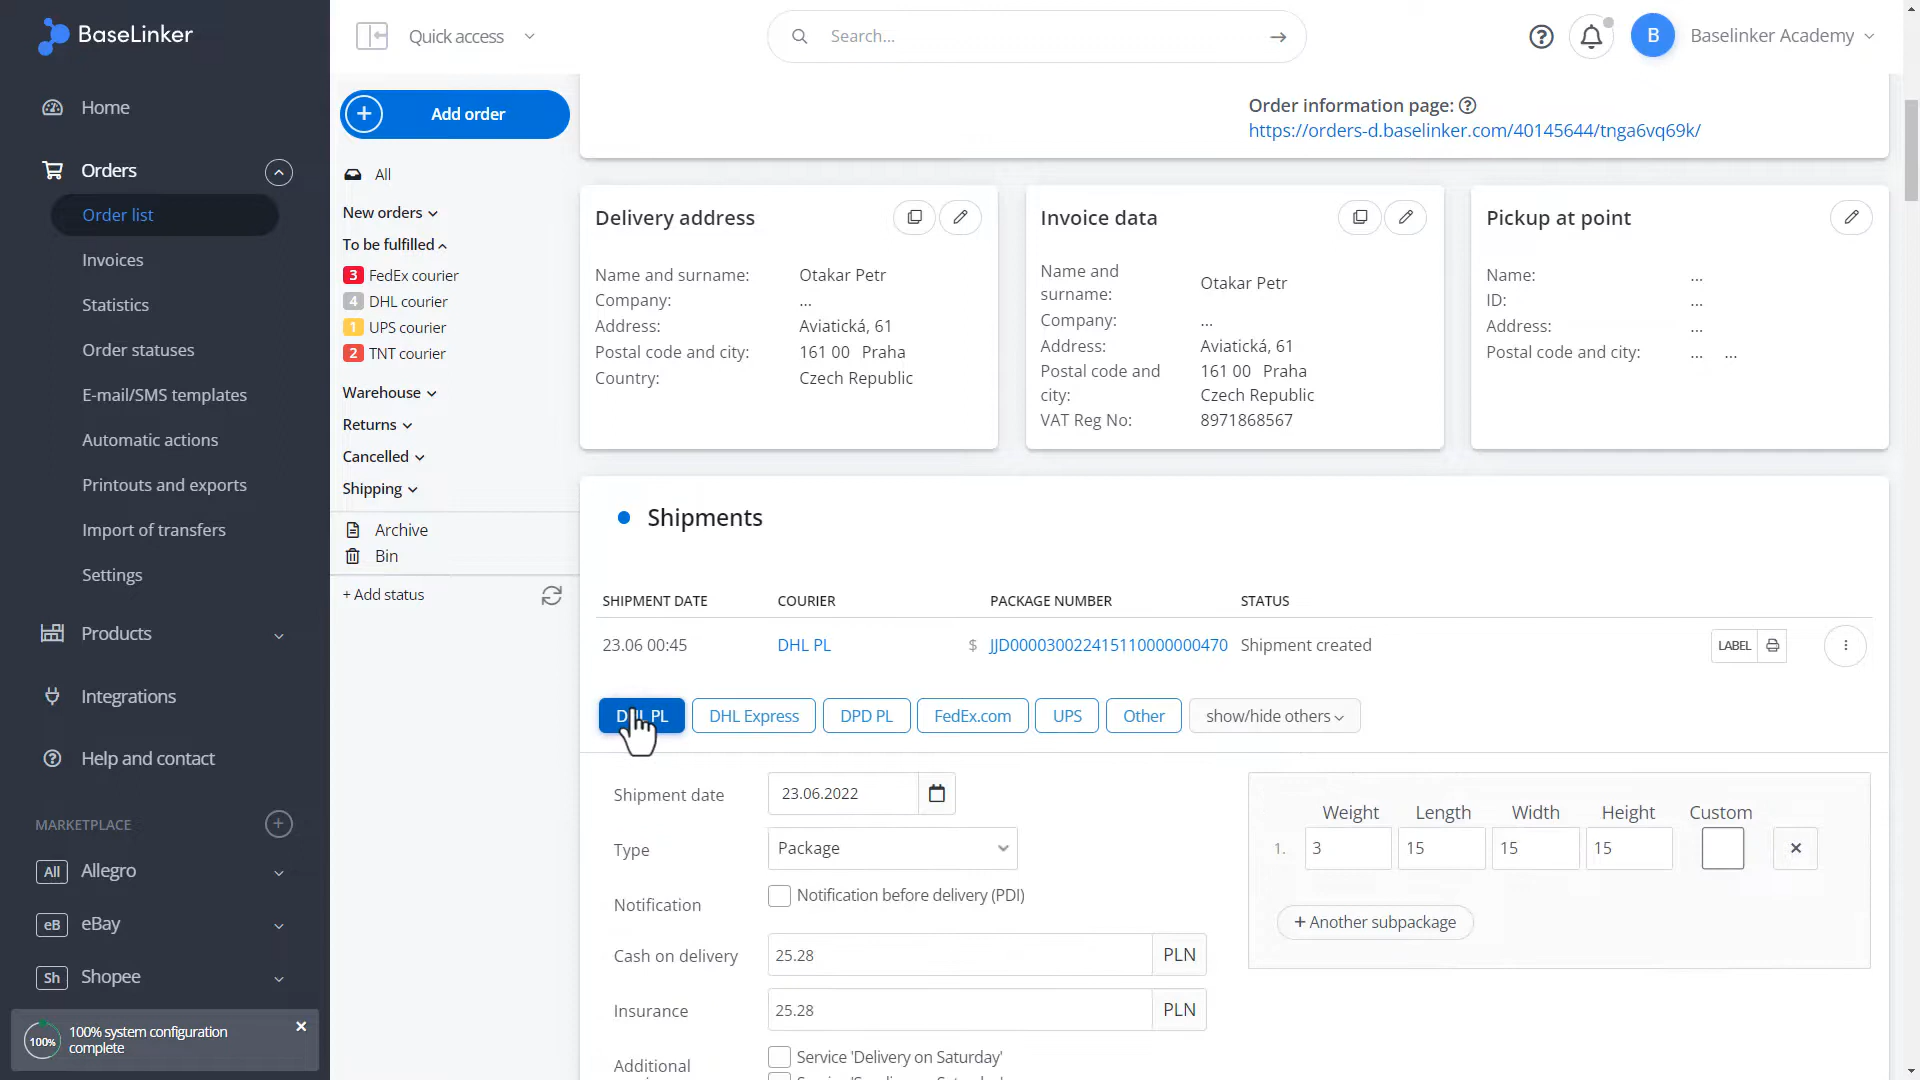 BaseLinker
Quick access
Search...
B
Baselinker Academy
Home
Orders
Order list
Invoices
Statistics
Order statuses
E-mail/SMS templates
Automatic actions
Printouts and exports
Import of transfers
Settings
Products
Integrations
Help and contact
MARKETPLACE
All Allegro
eB eBay
Sh Shopee
100%
100% system configuration
complete
Add order
All
New orders
To be fulfilled
3 FedEx courier
4 DHL courier
1 UPS courier
2 TNT courier
Warehouse
Returns
Cancelled
Shipping
Archive
Bin
+ Add status
Order information page:
https://orders-d.baselinker.com/40145644/tnga6vq69k/
Delivery address
Name and surname: Otakar Petr
Company: ...
Address: Aviatická, 61
Postal code and city: 161 00 Praha
Country: Czech Republic
Invoice data
Name and
surname: Otakar Petr
Company: ...
Address: Aviatická, 61
Postal code and 161 00 Praha
city: Czech Republic
VAT Reg No: 8971868567
Pickup at point
Name: ...
ID: ...
Address: ...
Postal code and city: ... ...
Shipments
SHIPMENT DATE COURIER PACKAGE NUMBER STATUS
23.06 00:45 DHL PL $ JJD000030022415110000000470 Shipment created LABEL
DHL PL DHL Express DPD PL FedEx.com UPS Other show/hide others
Shipment date 23.06.2022
Type Package
Notification Notification before delivery (PDI)
Cash on delivery 25.28 PLN
Insurance 25.28 PLN
Additional Service 'Delivery on Saturday'
Weight Length Width Height Custom
1. 3 15 15 15
+ Another subpackage